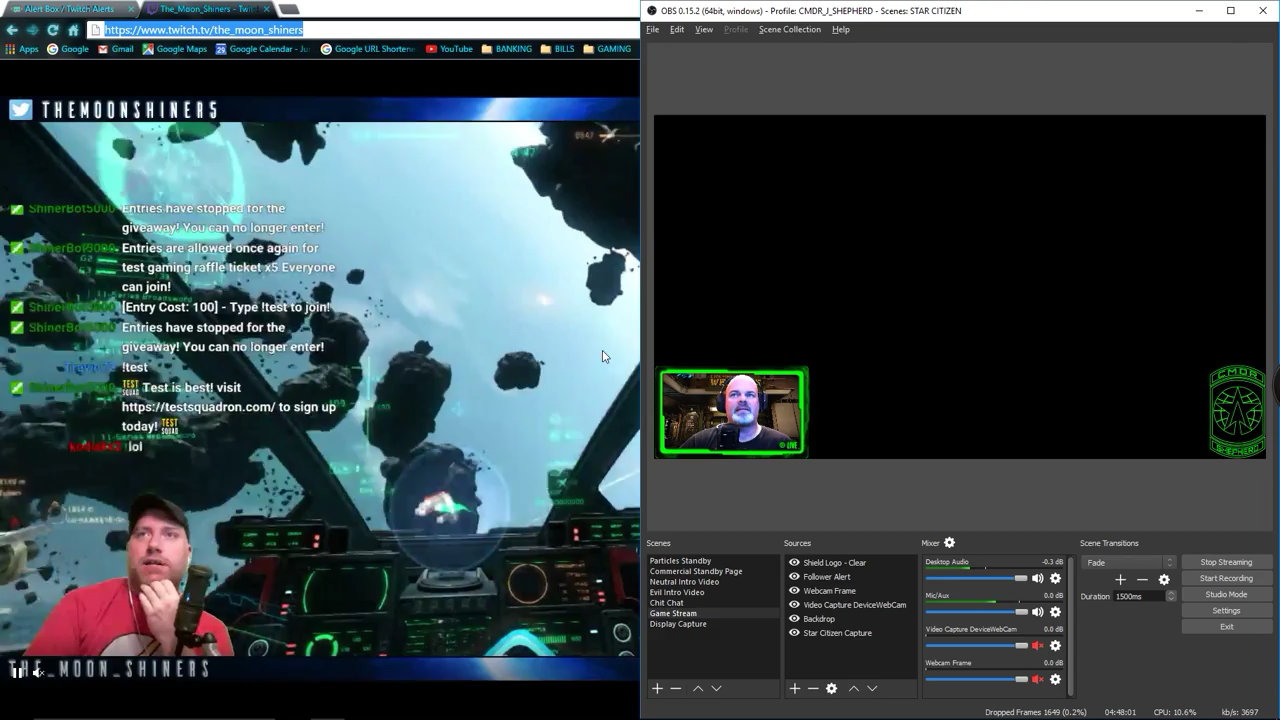 Alert Box / Twitch Alerts
The_Moon_Shiners - Twi
https://www.twitch.tv/the_moon_shiners
Apps
Google
Gmail
Google Maps
Google Calendar - Ju
Google URL Shortene
YouTube
BANKING
BILLS
GAMING
THEMOONSHINER5
ShinerBot5000 Entries have stopped for the
giveaway! You can no longer enter!
ShinerBot5000 Entries are allowed once again for
test gaming raffle ticket x5 Everyone
can join!
[Entry Cost: 100] - Type !test to join!
ShinerBot5000 Entries have stopped for the
giveaway! You can no longer enter!
!test
TEST SQUAD Test is best! visit
https://testsquadron.com/ to sign up
today! TEST SQUAD
lol
THE_MOON_SHINERS
OBS 0.15.2 (64bit, windows) - Profile: CMDR_J_SHEPHERD - Scenes: STAR CITIZEN
File
Edit
View
Profile
Scene Collection
Help
LIVE
CMDR
SHEPHERD
Scenes
Particles Standby
Commercial Standby Page
Neutral Intro Video
Evil Intro Video
Chit Chat
Game Stream
Display Capture
Sources
Shield Logo - Clear
Follower Alert
Webcam Frame
Video Capture DeviceWebCam
Backdrop
Star Citizen Capture
Mixer
Desktop Audio -0.3 dB
Mic/Aux 0.0 dB
Video Capture DeviceWebCam 0.0 dB
Webcam Frame 0.0 dB
Scene Transitions
Fade
Duration 1500ms
Stop Streaming
Start Recording
Studio Mode
Settings
Exit
Dropped Frames 1649 (0.2%)
04:48:01
CPU: 10.6%
kb/s: 3697